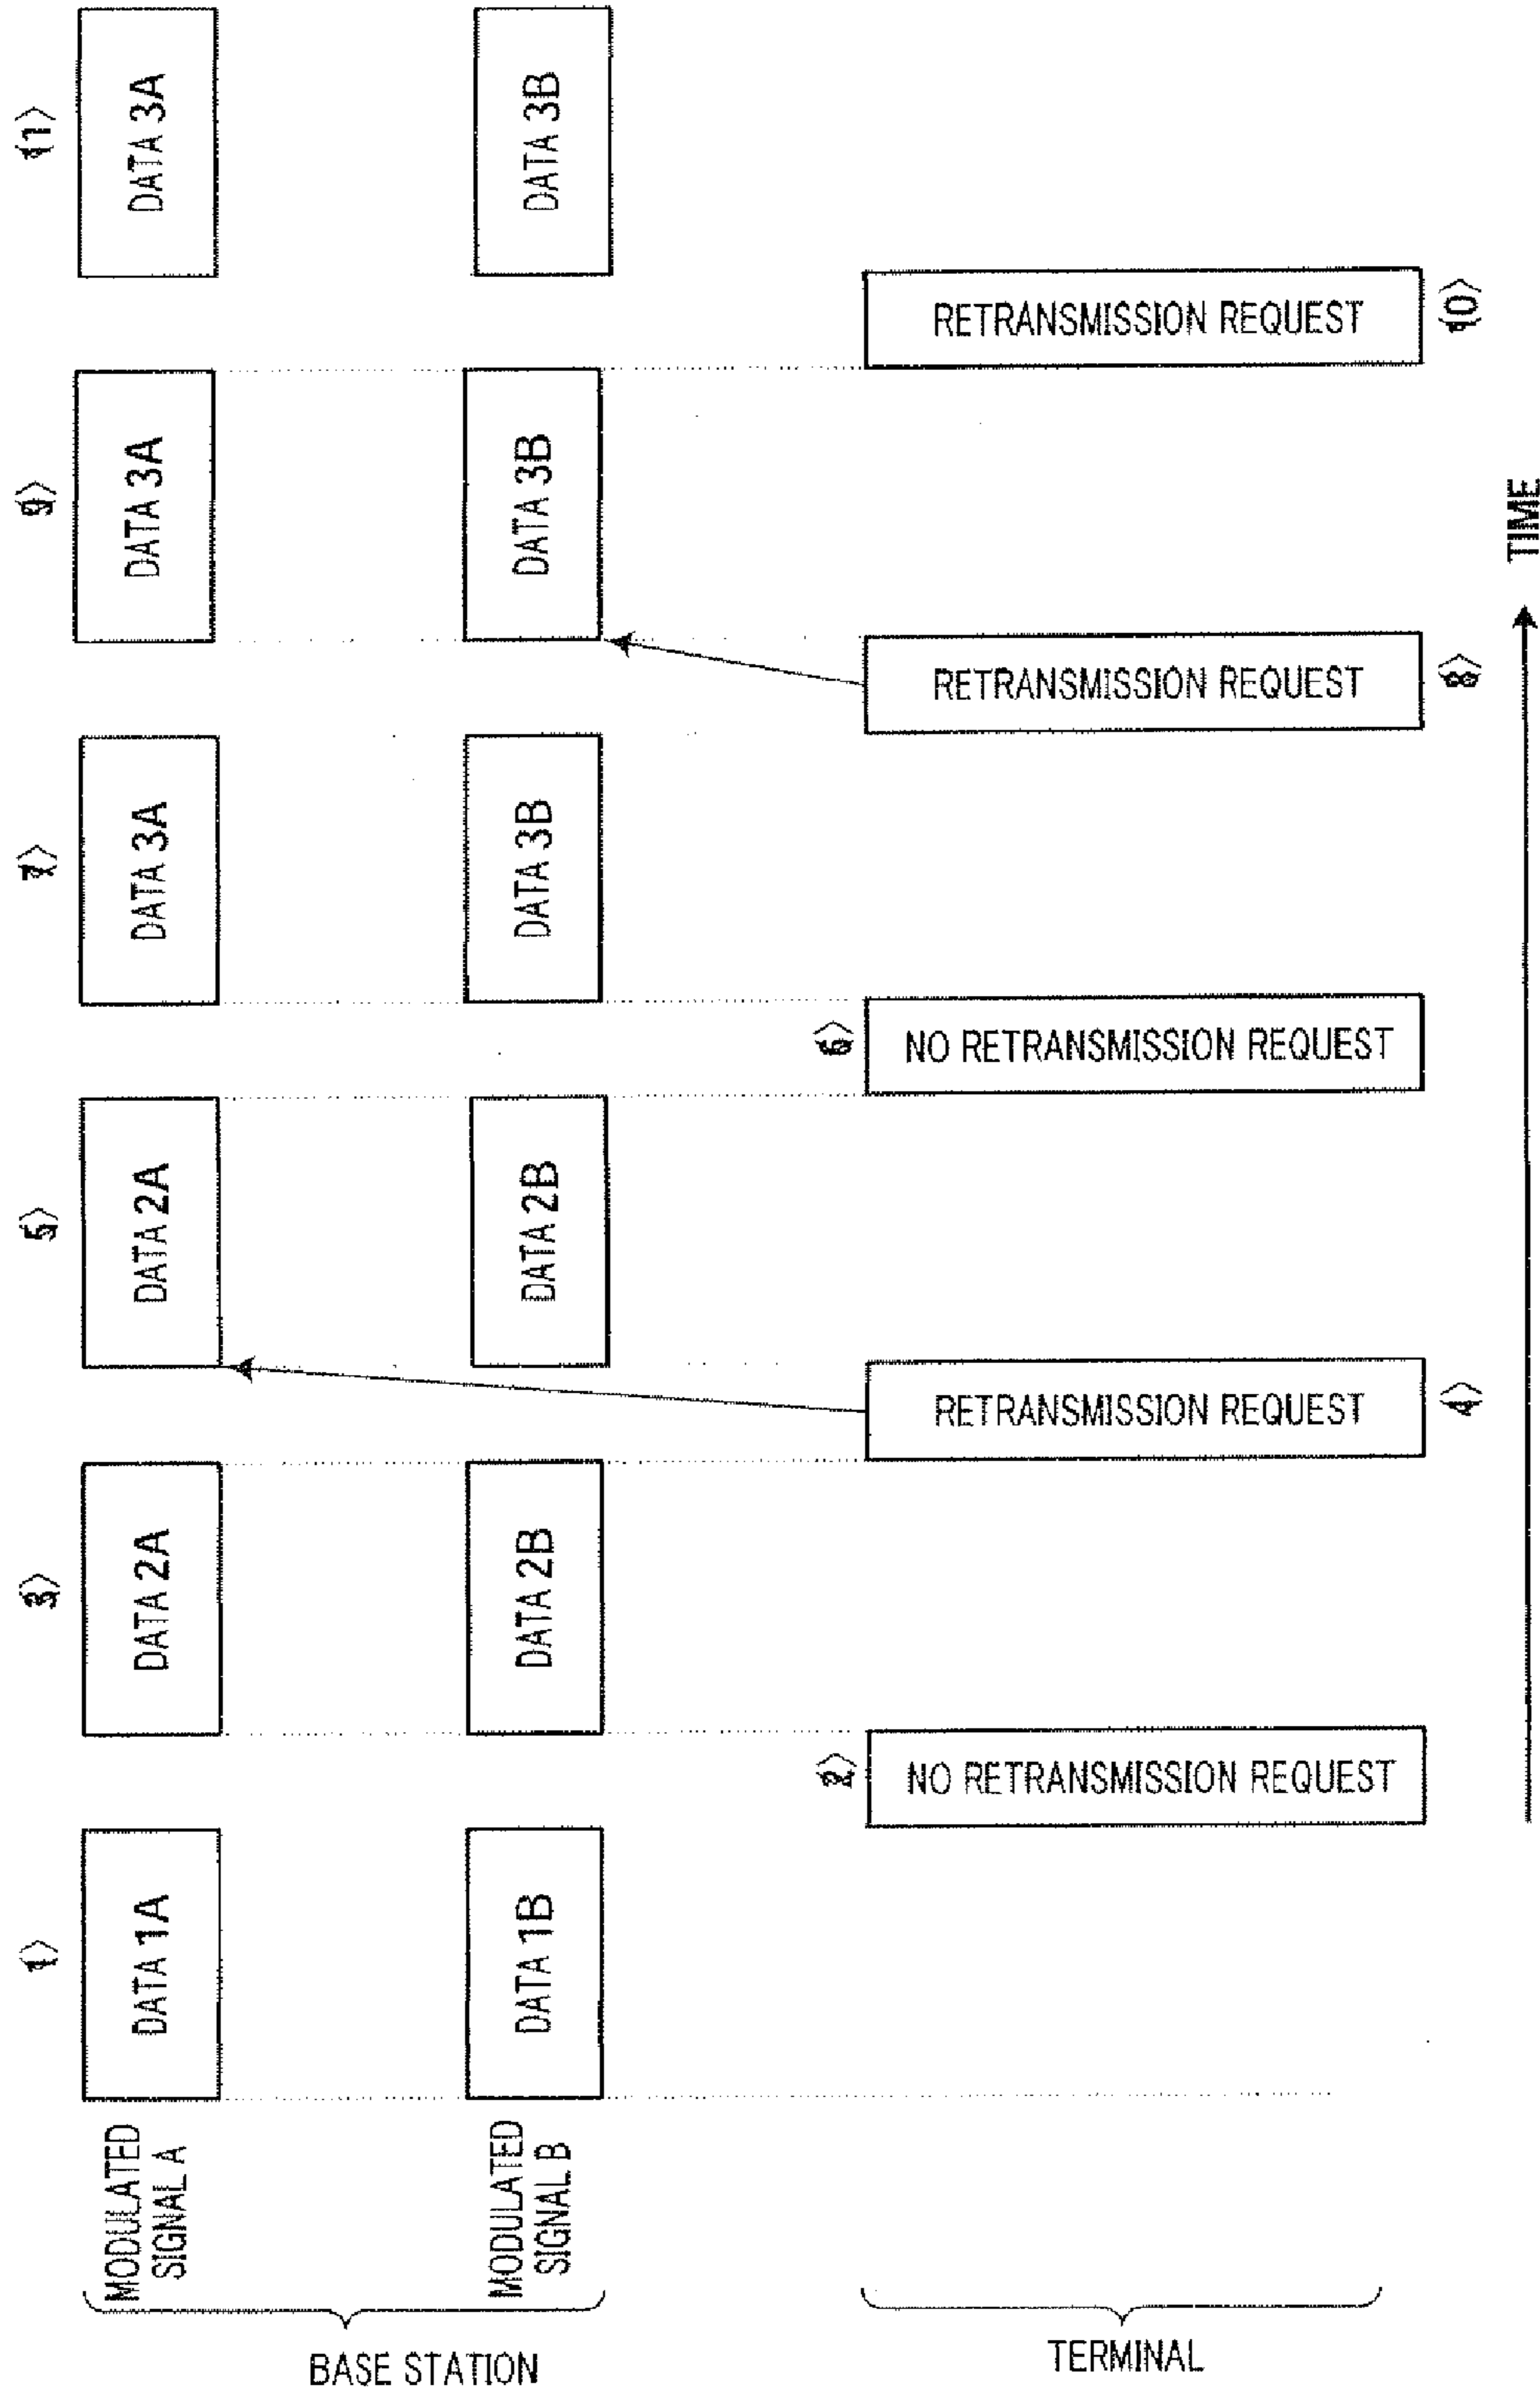 BASE STATION
MODULATED
SIGNAL A
MODULATED
SIGNAL B
TERMINAL
⟨1⟩
DATA 1A
DATA 1B
⟨2⟩
NO RETRANSMISSION REQUEST
⟨3⟩
DATA 2A
DATA 2B
RETRANSMISSION REQUEST
⟨4⟩
⟨5⟩
DATA 2A
DATA 2B
⟨6⟩
NO RETRANSMISSION REQUEST
⟨7⟩
DATA 3A
DATA 3B
RETRANSMISSION REQUEST
⟨8⟩
⟨9⟩
DATA 3A
DATA 3B
RETRANSMISSION REQUEST
⟨10⟩
⟨11⟩
DATA 3A
DATA 3B
TIME